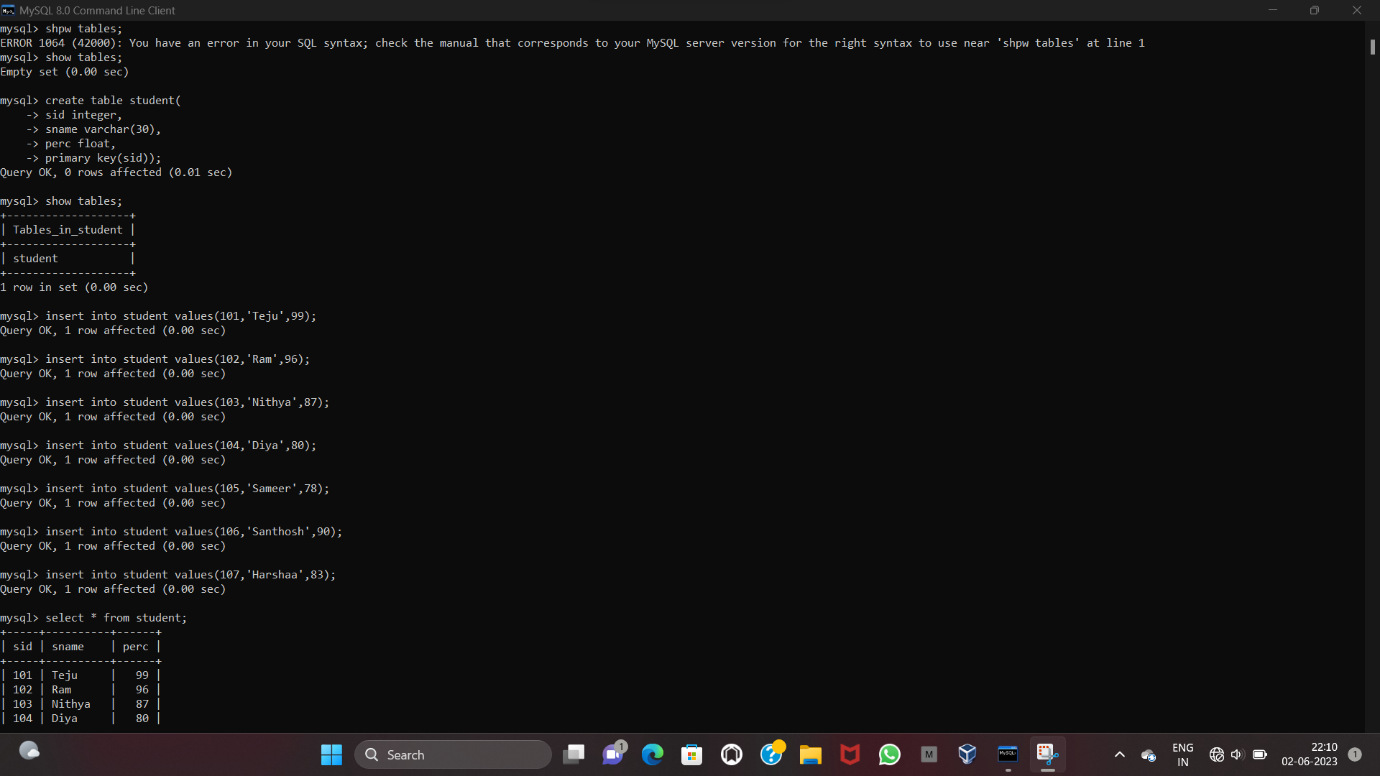 MySQL 8.0 Command Line Client
mysql> shpw tables;
ERROR 1064 (42000): You have an error in your SQL syntax; check the manual that corresponds to your MySQL server version for the right syntax to use near 'shpw tables' at line 1
mysql> show tables;
Empty set (0.00 sec)
mysql> create table student(
    -> sid integer,
    -> sname varchar(30),
    -> perc float,
    -> primary key(sid));
Query OK, 0 rows affected (0.01 sec)
mysql> show tables;
+-------------------+
| Tables_in_student |
+-------------------+
| student           |
+-------------------+
1 row in set (0.00 sec)
mysql> insert into student values(101,'Teju',99);
Query OK, 1 row affected (0.00 sec)
mysql> insert into student values(102,'Ram',96);
Query OK, 1 row affected (0.00 sec)
mysql> insert into student values(103,'Nithya',87);
Query OK, 1 row affected (0.00 sec)
mysql> insert into student values(104,'Diya',80);
Query OK, 1 row affected (0.00 sec)
mysql> insert into student values(105,'Sameer',78);
Query OK, 1 row affected (0.00 sec)
mysql> insert into student values(106,'Santhosh',90);
Query OK, 1 row affected (0.00 sec)
mysql> insert into student values(107,'Harshaa',83);
Query OK, 1 row affected (0.00 sec)
mysql> select * from student;
+-----+----------+------+
| sid | sname    | perc |
+-----+----------+------+
| 101 | Teju     |   99 |
| 102 | Ram      |   96 |
| 103 | Nithya   |   87 |
| 104 | Diya     |   80 |
Search
1
M
ENG
IN
22:10
02-06-2023
1